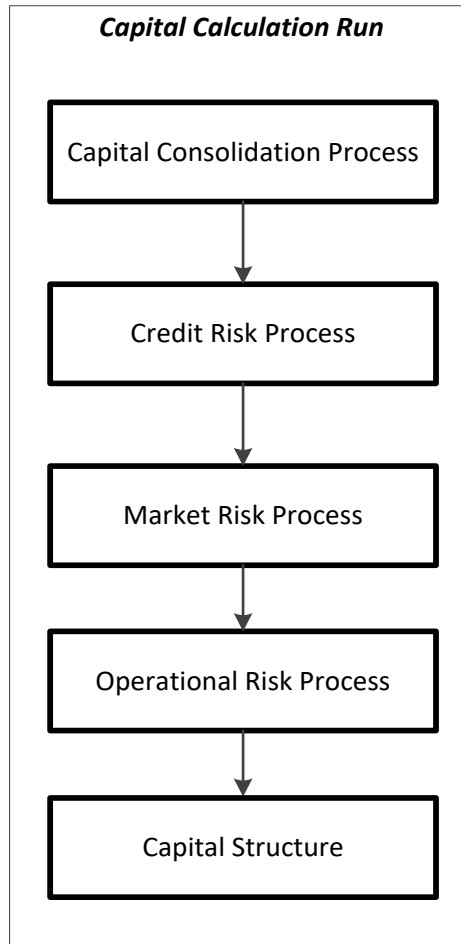 Capital Calculation Run
Capital Consolidation Process
Credit Risk Process
Market Risk Process
Operational Risk Process
Capital Structure